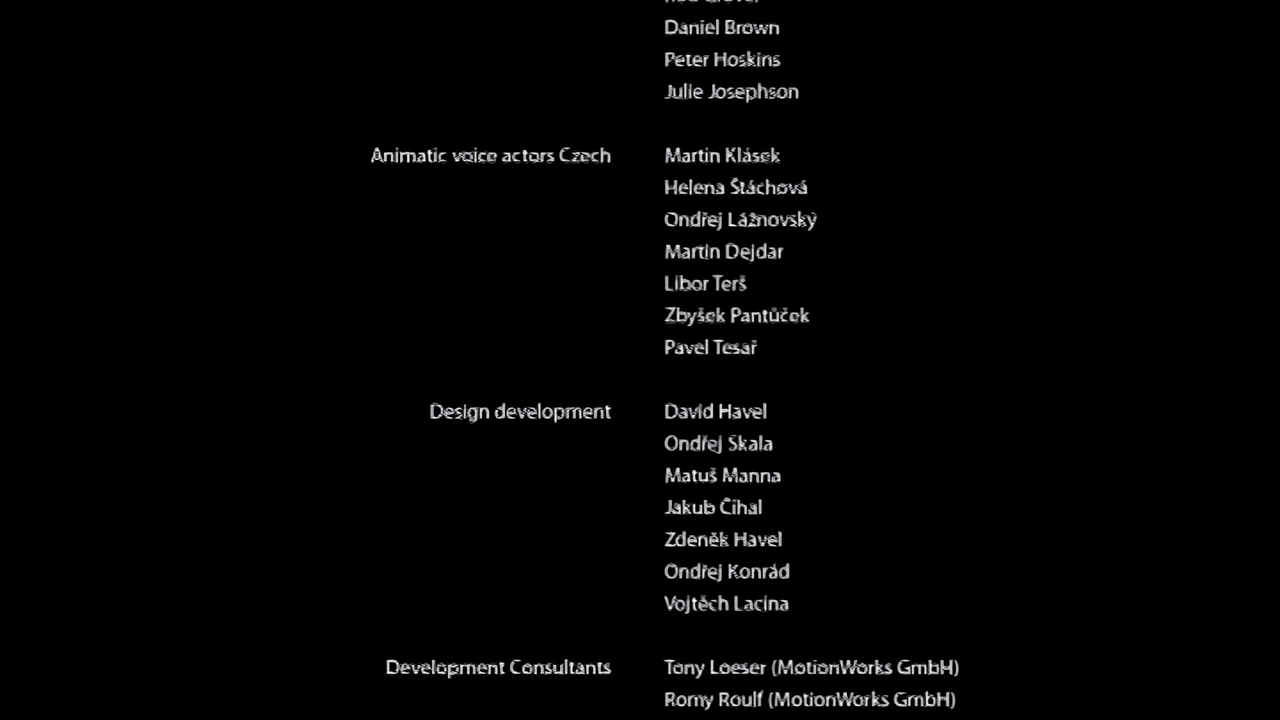 Daniel Brown
Peter Hoskins
Julie Josephson
Animatic voice actors Czech Martin Klásek
Helena Štáchová
Ondřej Lážnovský
Martin Dejdar
Libor Terš
Zbyšek Pantůček
Pavel Tesař
Design development David Havel
Ondřej Skala
Matuš Manna
Jakub Číhal
Zdeněk Havel
Ondřej Konrád
Vojtěch Lacina
Development Consultants Tony Loeser (MotionWorks GmbH)
Romy Roulf (MotionWorks GmbH)